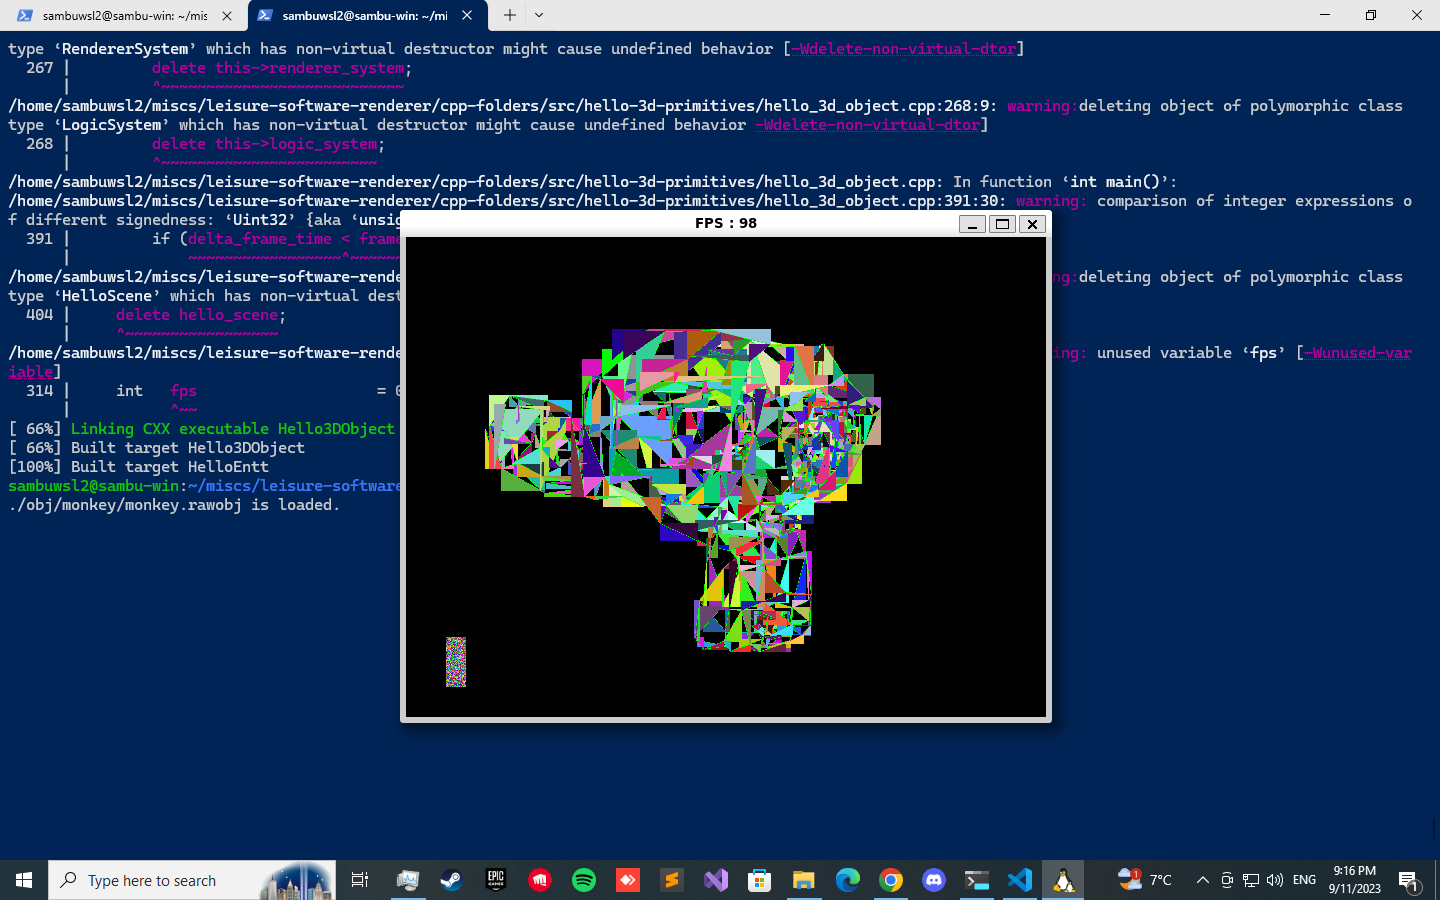 sambuwsl2@sambu-win: ~/mis
sambuwsl2@sambu-win: ~/mi
type ‘RendererSystem’ which has non-virtual destructor might cause undefined behavior [-Wdelete-non-virtual-dtor]
267 | delete this->renderer_system;
| ^~~~~~~~~~~~~~~~~~~~~~~~~~~~
/home/sambuwsl2/miscs/leisure-software-renderer/cpp-folders/src/hello-3d-primitives/hello_3d_object.cpp:268:9: warning:deleting object of polymorphic class
type ‘LogicSystem’ which has non-virtual destructor might cause undefined behavior -Wdelete-non-virtual-dtor]
268 | delete this->logic_system;
| ^~~~~~~~~~~~~~~~~~~~~~~~~
/home/sambuwsl2/miscs/leisure-software-renderer/cpp-folders/src/hello-3d-primitives/hello_3d_object.cpp: In function ‘int main()’:
/home/sambuwsl2/miscs/leisure-software-renderer/cpp-folders/src/hello-3d-primitives/hello_3d_object.cpp:391:30: warning: comparison of integer expressions o
f different signedness: ‘Uint32’ {aka ‘unsig
391 | if (delta_frame_time < frame
| ~~~~~~~~~~~~~~~~~^~~~~~
/home/sambuwsl2/miscs/leisure-software-rende ng:deleting object of polymorphic class
type ‘HelloScene’ which has non-virtual dest
404 | delete hello_scene;
| ^~~~~~~~~~~~~~~~~~
/home/sambuwsl2/miscs/leisure-software-rende ing: unused variable ‘fps’ [-Wunused-var
iable]
314 | int fps = 0
| ^~~
[ 66%] Linking CXX executable Hello3DObject
[ 66%] Built target Hello3DObject
[100%] Built target HelloEntt
sambuwsl2@sambu-win:~/miscs/leisure-software
./obj/monkey/monkey.rawobj is loaded.
FPS : 98
Type here to search
EPIC
GAMES
1
7°C
ENG
9:16 PM
9/11/2023
1